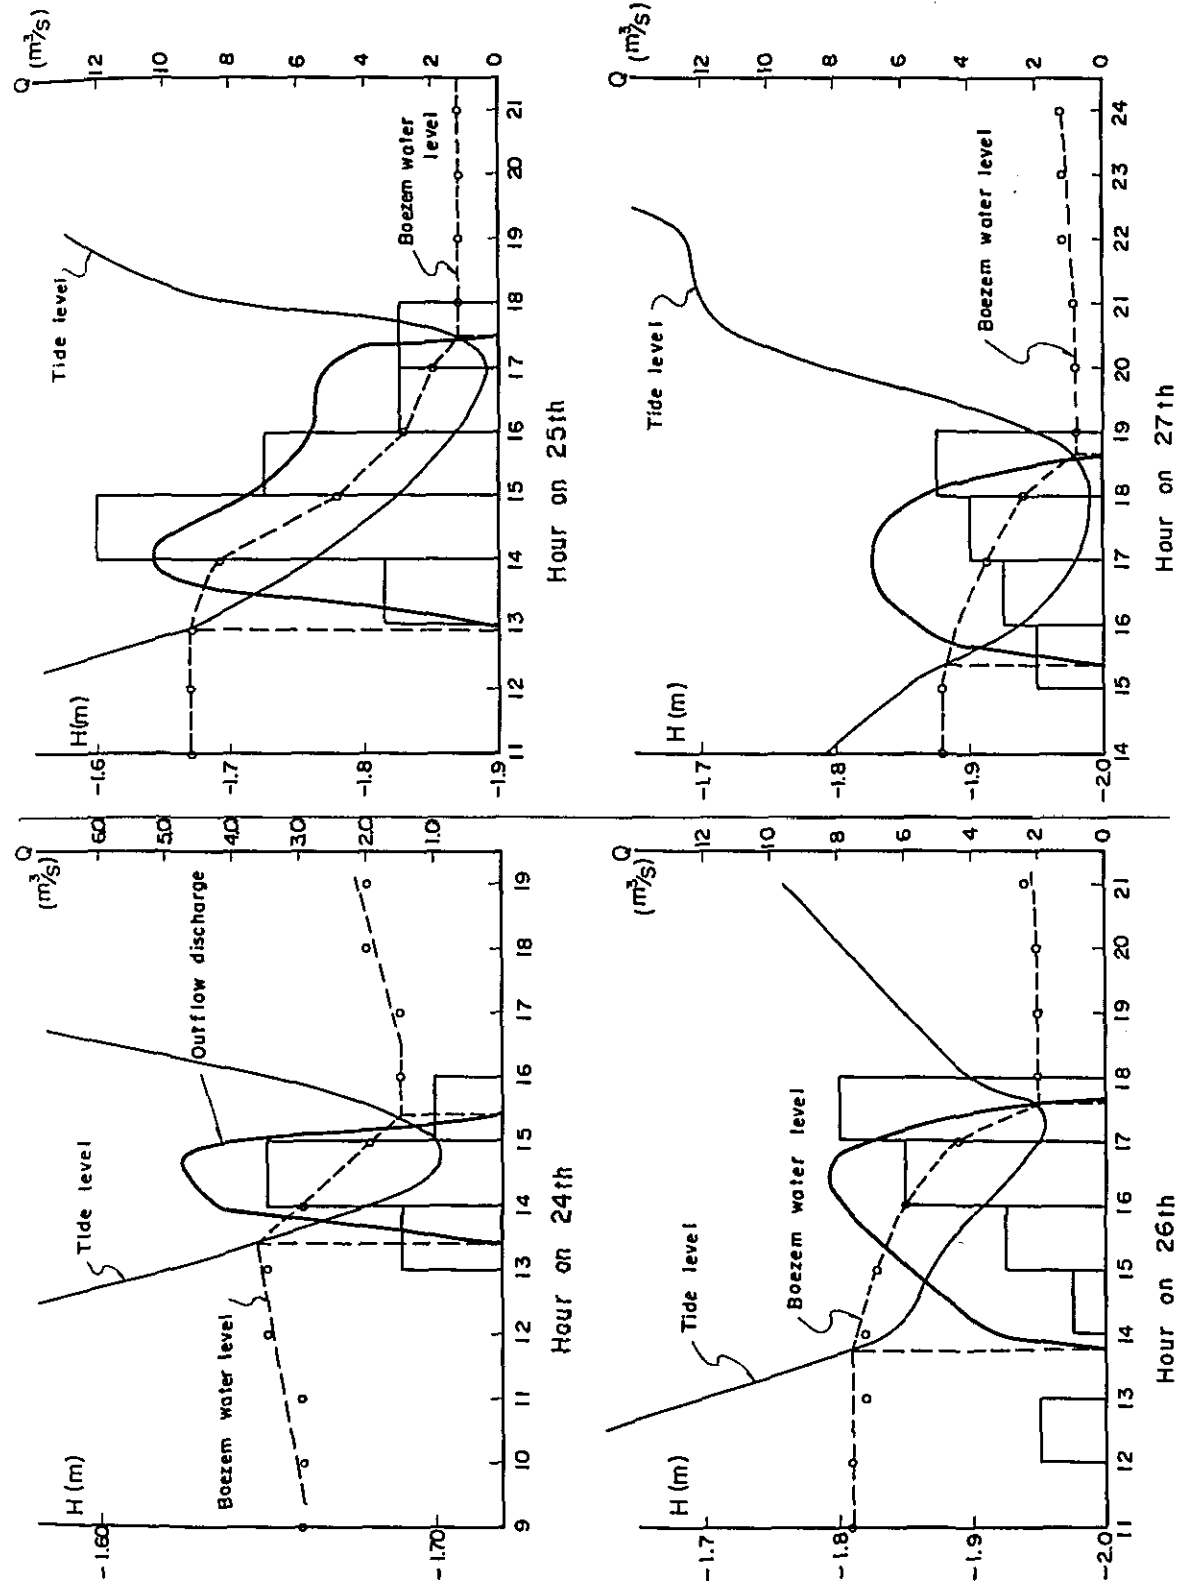 H (m)
(m³/s)
Q
-1.60
-1.70
6.0
5.0
4.0
3.0
2.0
1.0
Tide level
Outflow discharge
Boezem water level
9 10 11 12 13 14 15 16 17 18 19
Hour on 24th
H(m)
Q (m³/s)
-1.6
-1.7
-1.8
-1.9
12
10
8
6
4
2
0
Tide level
Boezem water
level
11 12 13 14 15 16 17 18 19 20 21
Hour on 25th
H (m)
(m³/s)
Q
-1.7
-1.8
-1.9
-2.0
12
10
8
6
4
2
0
Tide level
Boezem water level
11 12 13 14 15 16 17 18 19 20 21
Hour on 26th
H (m)
Q (m³/s)
-1.7
-1.8
-1.9
-2.0
12
10
8
6
4
2
0
Tide level
Boezem water level
14 15 16 17 18 19 20 21 22 23 24
Hour on 27th